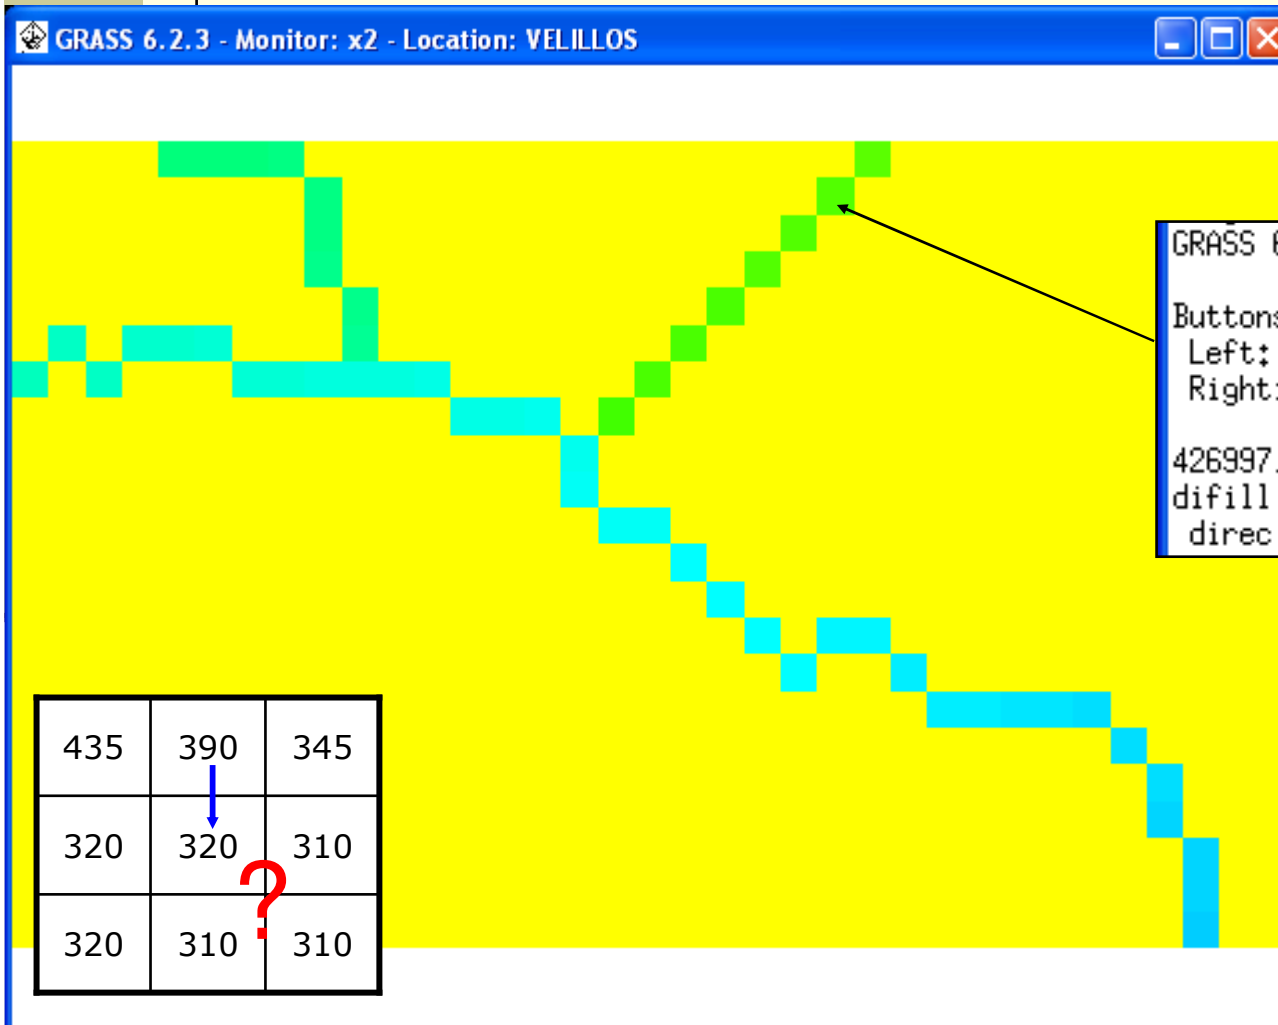 GRASS 6.2.3 - Monitor: x2 - Location: VELILLOS
GRASS
Buttons
Left:
Right:
426997.
difill
direc
435 390 345
320 320 310
?
320 310 310